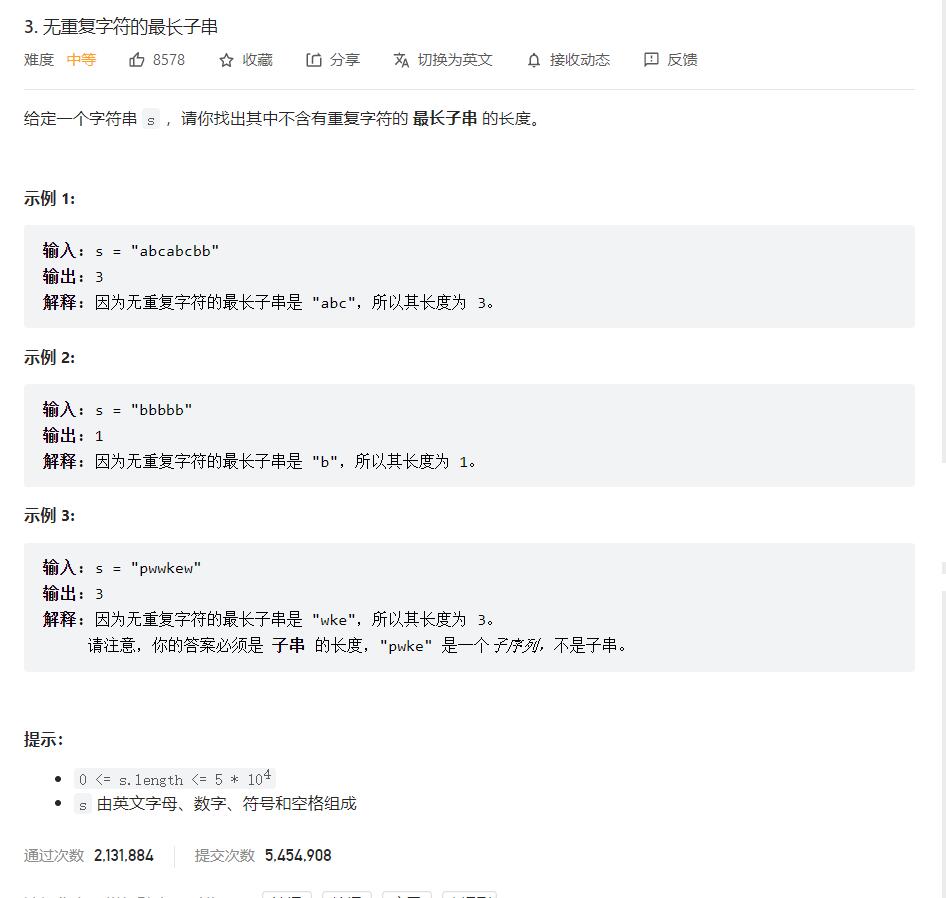 3. 无重复字符的最长子串
难度 中等 8578 收藏 分享 切换为英文 接收动态 反馈
给定一个字符串 s ，请你找出其中不含有重复字符的 最长子串 的长度。
示例 1:
输入: s = "abcabcbb"
输出: 3
解释: 因为无重复字符的最长子串是 "abc"，所以其长度为 3。
示例 2:
输入: s = "bbbbb"
输出: 1
解释: 因为无重复字符的最长子串是 "b"，所以其长度为 1。
示例 3:
输入: s = "pwwkew"
输出: 3
解释: 因为无重复字符的最长子串是 "wke"，所以其长度为 3。
请注意，你的答案必须是 子串 的长度，"pwke" 是一个子序列，不是子串。
提示：
0 <= s.length <= 5 * 10⁴
s 由英文字母、数字、符号和空格组成
通过次数 2,131,884 提交次数 5,454,908